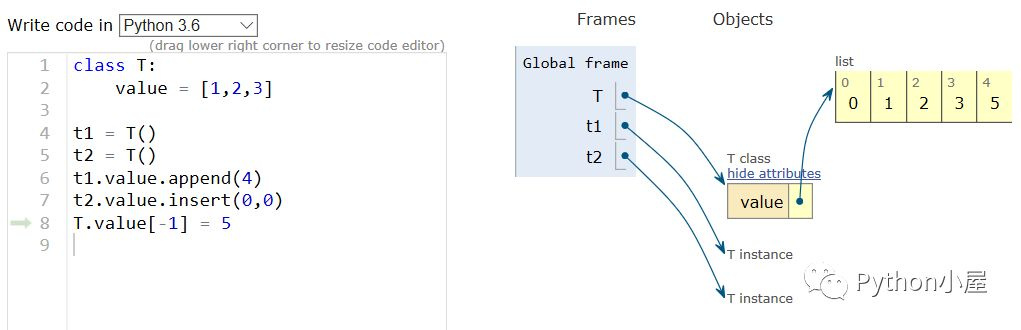 Write code in Python 3.6
(drag lower right corner to resize code editor)
1 class T:
2     value = [1,2,3]
3
4 t1 = T()
5 t2 = T()
6 t1.value.append(4)
7 t2.value.insert(0,0)
8 T.value[-1] = 5
9
Frames Objects
Global frame
T
t1
t2
list
0 1 2 3 4
0 1 2 3 5
T class
hide attributes
value
T instance
T instance
Python小屋